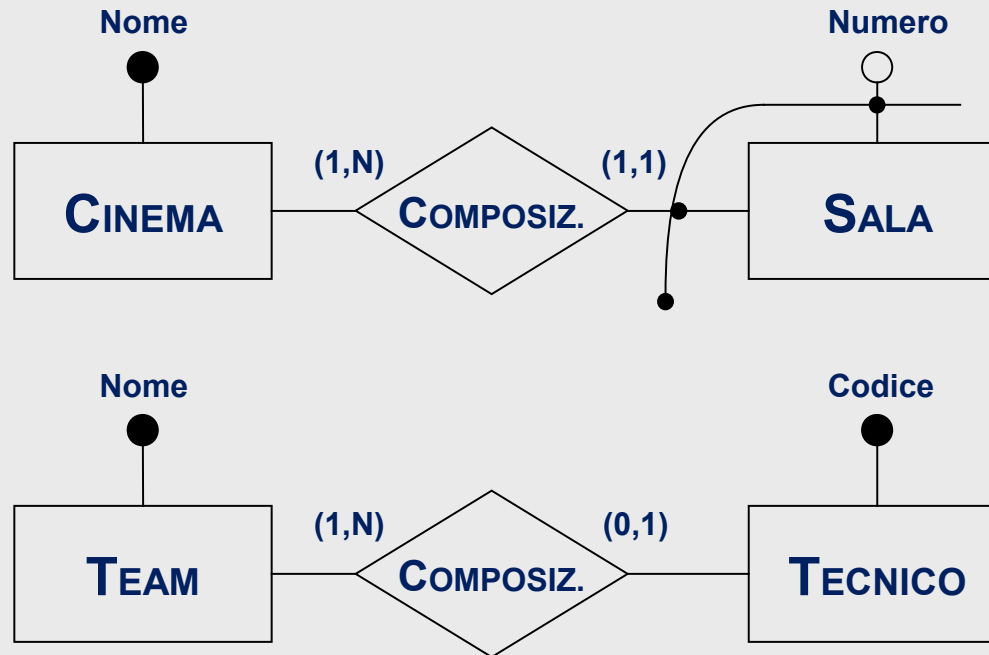 Nome Numero
(1,N) (1,1)
CINEMA COMPOSIZ. SALA
Nome Codice
(1,N) (0,1)
TEAM COMPOSIZ. TECNICO